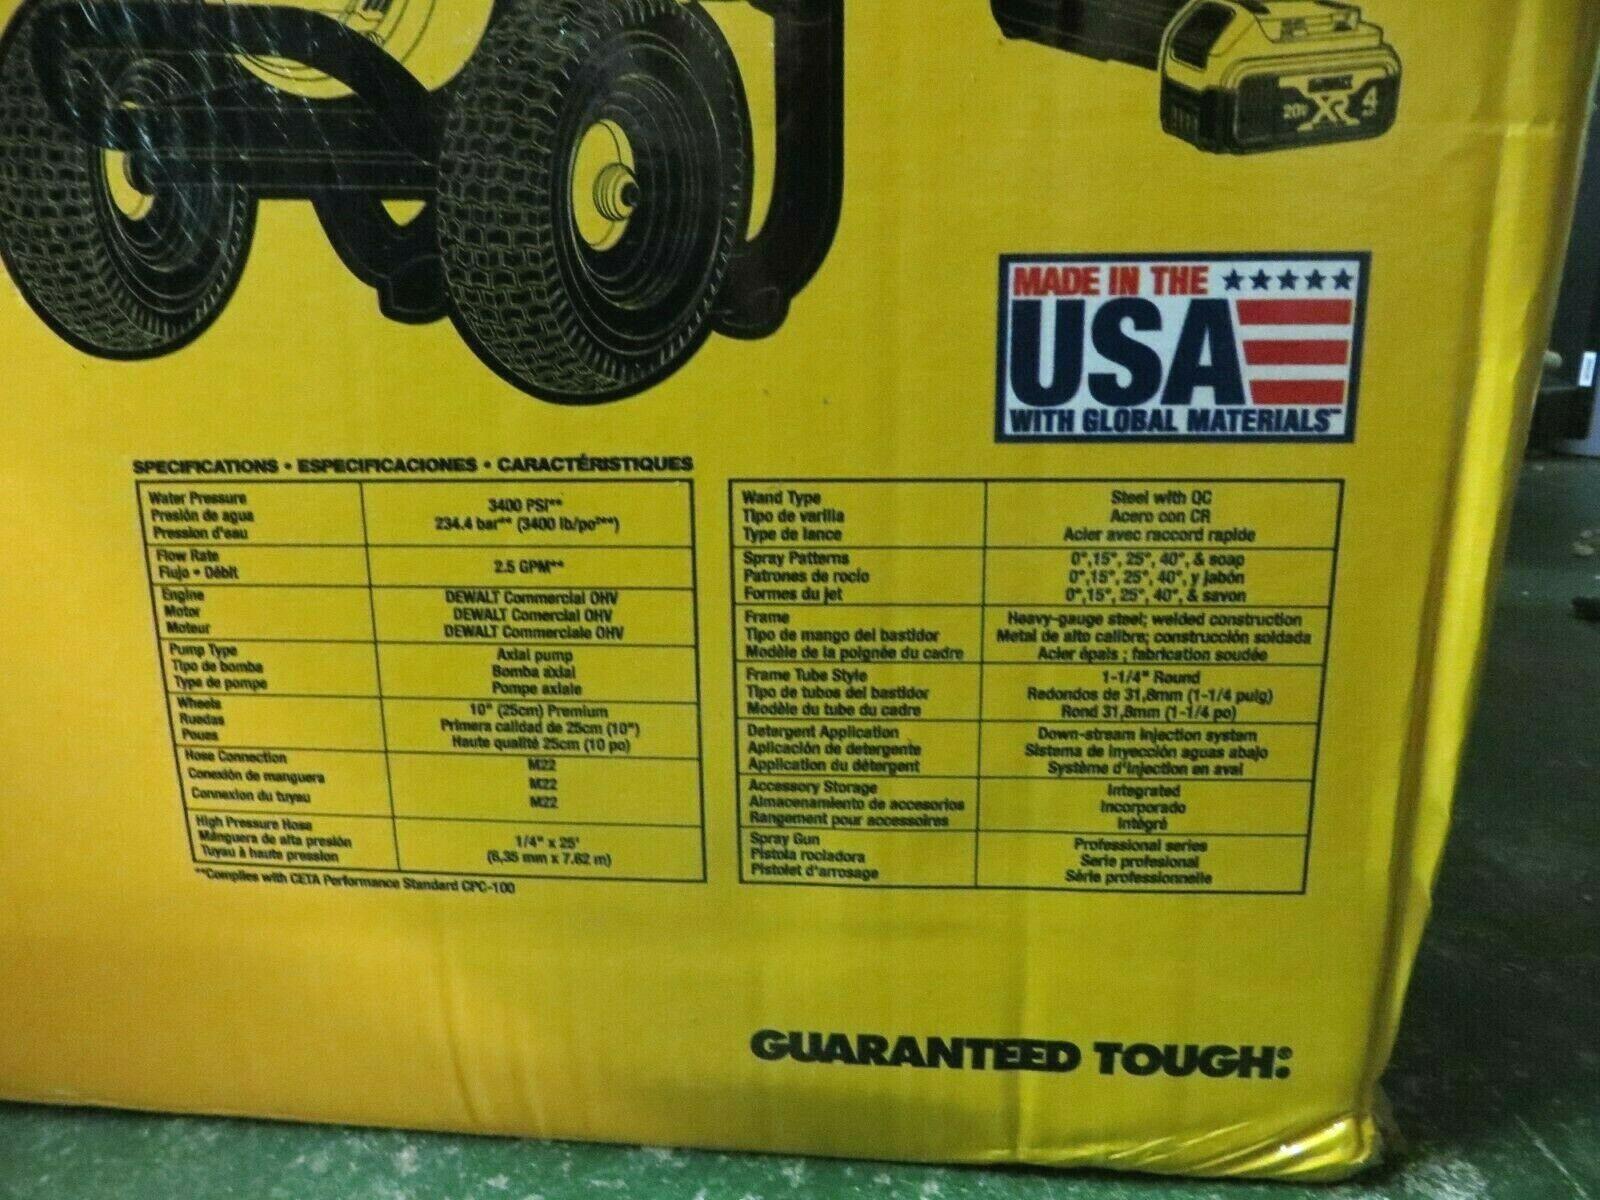 DEWALT
20V XR 4
MADE IN THE
USA
WITH GLOBAL MATERIALS™
SPECIFICATIONS • ESPECIFICACIONES • CARACTÉRISTIQUES
Water Pressure
Presión de agua
Pression d'eau
3400 PSI**
234.4 bar** (3400 lb/po²**)
Flow Rate
Flujo • Débit
2.5 GPM**
Engine
Motor
Moteur
DEWALT Commercial OHV
DEWALT Comercial OHV
DEWALT Commerciale OHV
Pump Type
Tipo de bomba
Type de pompe
Axial pump
Bomba axial
Pompe axiale
Wheels
Ruedas
Poues
10" (25cm) Premium
Primera calidad de 25cm (10")
Haute qualité 25cm (10 po)
Hose Connection
Conexión de manguera
Connexion du tuyau
M22
M22
M22
High Pressure Hose
Manguera de alta presión
Tuyau à haute pression
1/4" x 25'
(6,35 mm x 7.62 m)
**Complies with CETA Performance Standard CPC-100
Wand Type
Tipo de varilla
Type de lance
Steel with QC
Acero con CR
Acier avec raccord rapide
Spray Patterns
Patrones de rocío
Formes du jet
0°,15°, 25°, 40°, & soap
0°,15°, 25°, 40°, y jabón
0°,15°, 25°, 40°, & savon
Frame
Tipo de mango del bastidor
Modèle de la poignée du cadre
Heavy-gauge steel; welded construction
Metal de alto calibre; construcción soldada
Acier épais ; fabrication soudée
Frame Tube Style
Tipo de tubos del bastidor
Modèle du tube du cadre
1-1/4" Round
Redondos de 31,8mm (1-1/4 pulg)
Rond 31,8mm (1-1/4 po)
Detergent Application
Aplicación de detergente
Application du détergent
Down-stream injection system
Sistema de inyección aguas abajo
Système d'injection en aval
Accessory Storage
Almacenamiento de accesorios
Rangement pour accessoires
Integrated
Incorporado
Intégré
Spray Gun
Pistola rociadora
Pistolet d'arrosage
Professional series
Serie profesional
Série professionnelle
GUARANTEED TOUGH.®